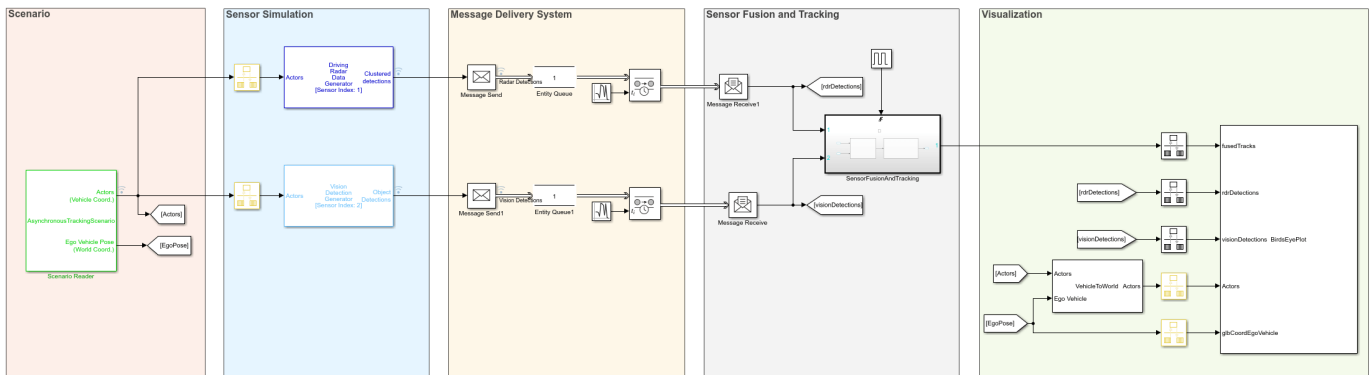 Scenario
Sensor Simulation
Message Delivery System
Sensor Fusion and Tracking
Visualization
Actors
(Vehicle Coord.)
AsynchronousTrackingScenario
Ego Vehicle Pose
(World Coord.)
Scenario Reader
[Actors]
[EgoPose]
Actors
Driving
Radar
Data
Generator
[Sensor Index: 1]
Clustered
detections
Actors
Vision
Detection
Generator
[Sensor Index: 2]
Object
Detections
Message Send
Radar Detections
1
Entity Queue
Message Send1
Vision Detections
1
Entity Queue1
Message Receive1
[rdrDetections]
1
2
1
SensorFusionAndTracking
Message Receive
[visionDetections]
fusedTracks
[rdrDetections]
rdrDetections
[visionDetections]
visionDetections BirdsEyePlot
[Actors]
Actors
VehicleToWorld Actors
Ego Vehicle
Actors
[EgoPose]
glbCoordEgoVehicle